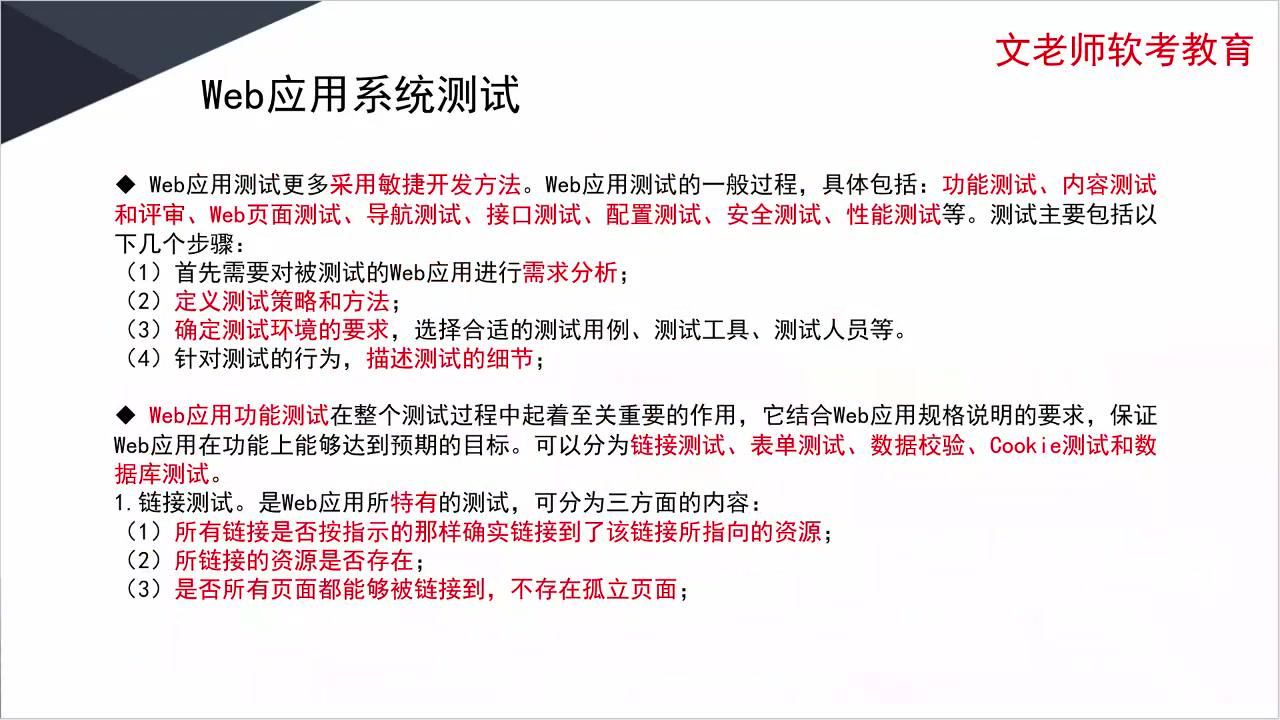 文老师软考教育
Web应用系统测试
◆ Web应用测试更多采用敏捷开发方法。Web应用测试的一般过程，具体包括：功能测试、内容测试
和评审、Web页面测试、导航测试、接口测试、配置测试、安全测试、性能测试等。测试主要包括以
下几个步骤：
（1）首先需要对被测试的Web应用进行需求分析；
（2）定义测试策略和方法；
（3）确定测试环境的要求，选择合适的测试用例、测试工具、测试人员等。
（4）针对测试的行为，描述测试的细节；
◆ Web应用功能测试在整个测试过程中起着至关重要的作用，它结合Web应用规格说明的要求，保证
Web应用在功能上能够达到预期的目标。可以分为链接测试、表单测试、数据校验、Cookie测试和数
据库测试。
1.链接测试。是Web应用所特有的测试，可分为三方面的内容：
（1）所有链接是否按指示的那样确实链接到了该链接所指向的资源；
（2）所链接的资源是否存在；
（3）是否所有页面都能够被链接到，不存在孤立页面；